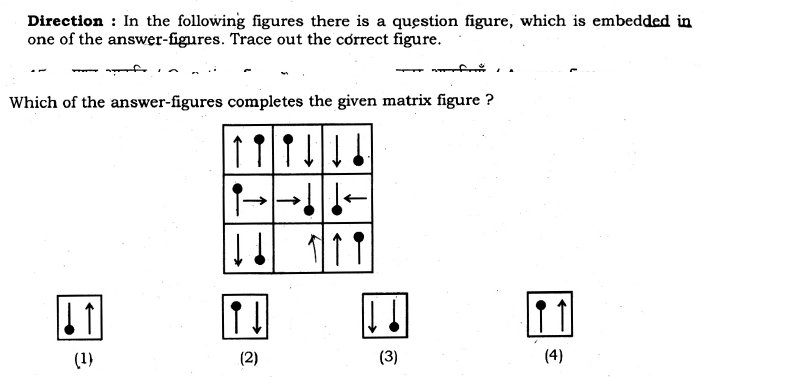 Direction : In the following figures there is a question figure, which is embedded in
one of the answer-figures. Trace out the correct figure.
Which of the answer-figures completes the given matrix figure ?
(1) (2) (3) (4)